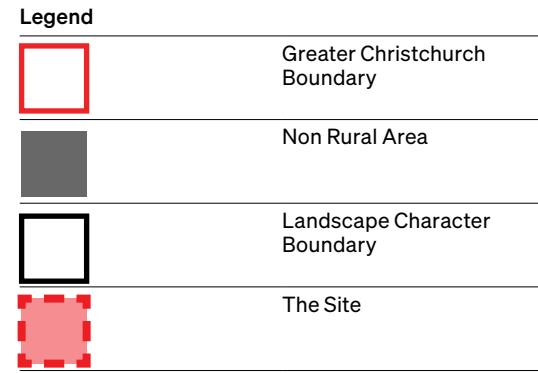 Legend
Greater Christchurch
Boundary
Non Rural Area
Landscape Character
Boundary
The Site